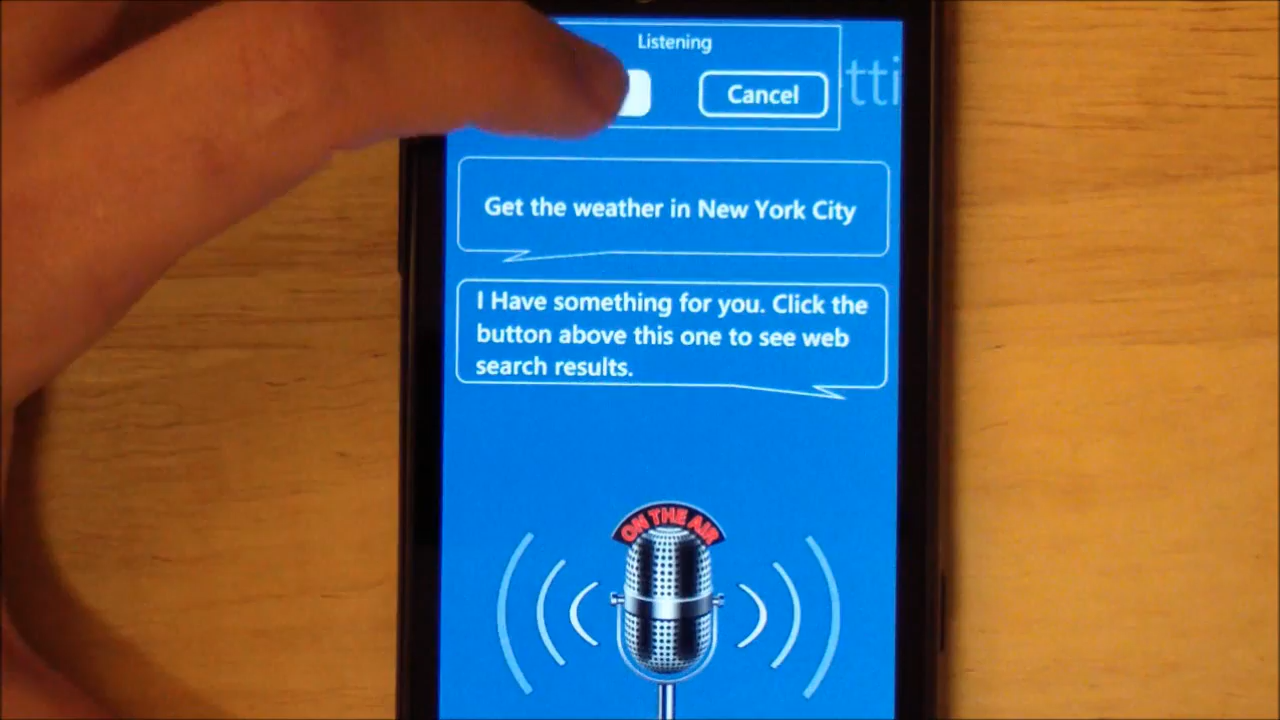 Listening
Cancel
tti
Get the weather in New York City
I Have something for you. Click the
button above this one to see web
search results.
ON THE AIR